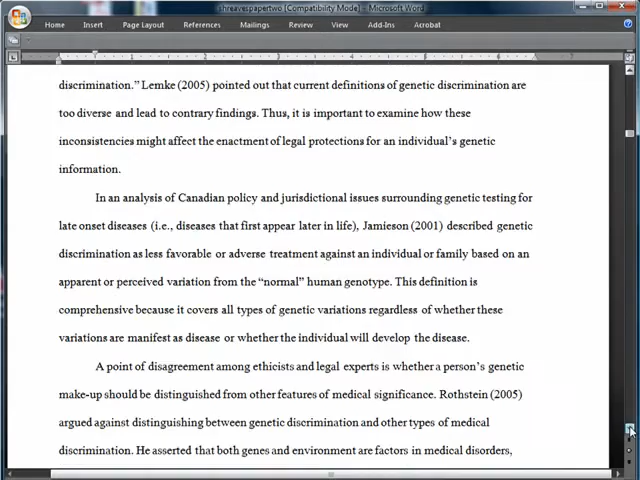 shreavespapertwo [Compatibility Mode] - Microsoft Word
Home Insert Page Layout References Mailings Review View Add-Ins Acrobat
discrimination.” Lemke (2005) pointed out that current definitions of genetic discrimination are
too diverse and lead to contrary findings. Thus, it is important to examine how these
inconsistencies might affect the enactment of legal protections for an individual’s genetic
information.
In an analysis of Canadian policy and jurisdictional issues surrounding genetic testing for
late onset diseases (i.e., diseases that first appear later in life), Jamieson (2001) described genetic
discrimination as less favorable or adverse treatment against an individual or family based on an
apparent or perceived variation from the “normal” human genotype. This definition is
comprehensive because it covers all types of genetic variations regardless of whether these
variations are manifest as disease or whether the individual will develop the disease.
A point of disagreement among ethicists and legal experts is whether a person’s genetic
make-up should be distinguished from other features of medical significance. Rothstein (2005)
argued against distinguishing between genetic discrimination and other types of medical
discrimination. He asserted that both genes and environment are factors in medical disorders,